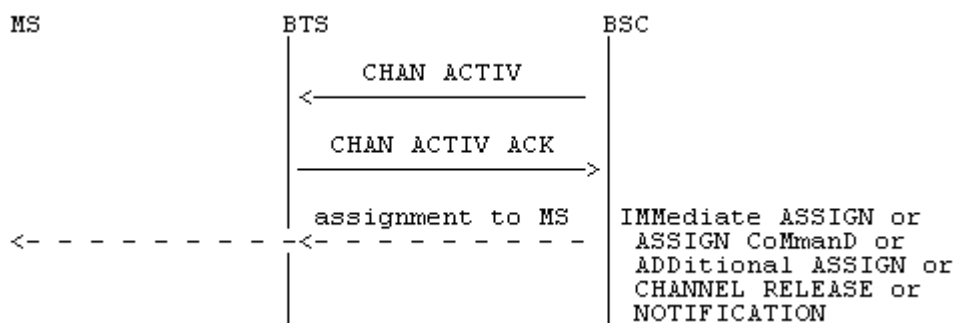 MS BTS BSC
CHAN ACTIV
CHAN ACTIV ACK
assignment to MS IMMediate ASSIGN or
ASSIGN CoMmanD or
ADDitional ASSIGN or
CHANNEL RELEASE or
NOTIFICATION